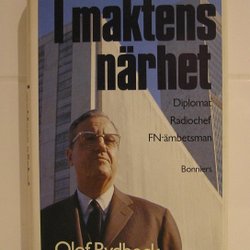 I maktens
närhet
Diplomat
Radiochef
FN-ämbetsman
Bonniers
Olof Rydbeck